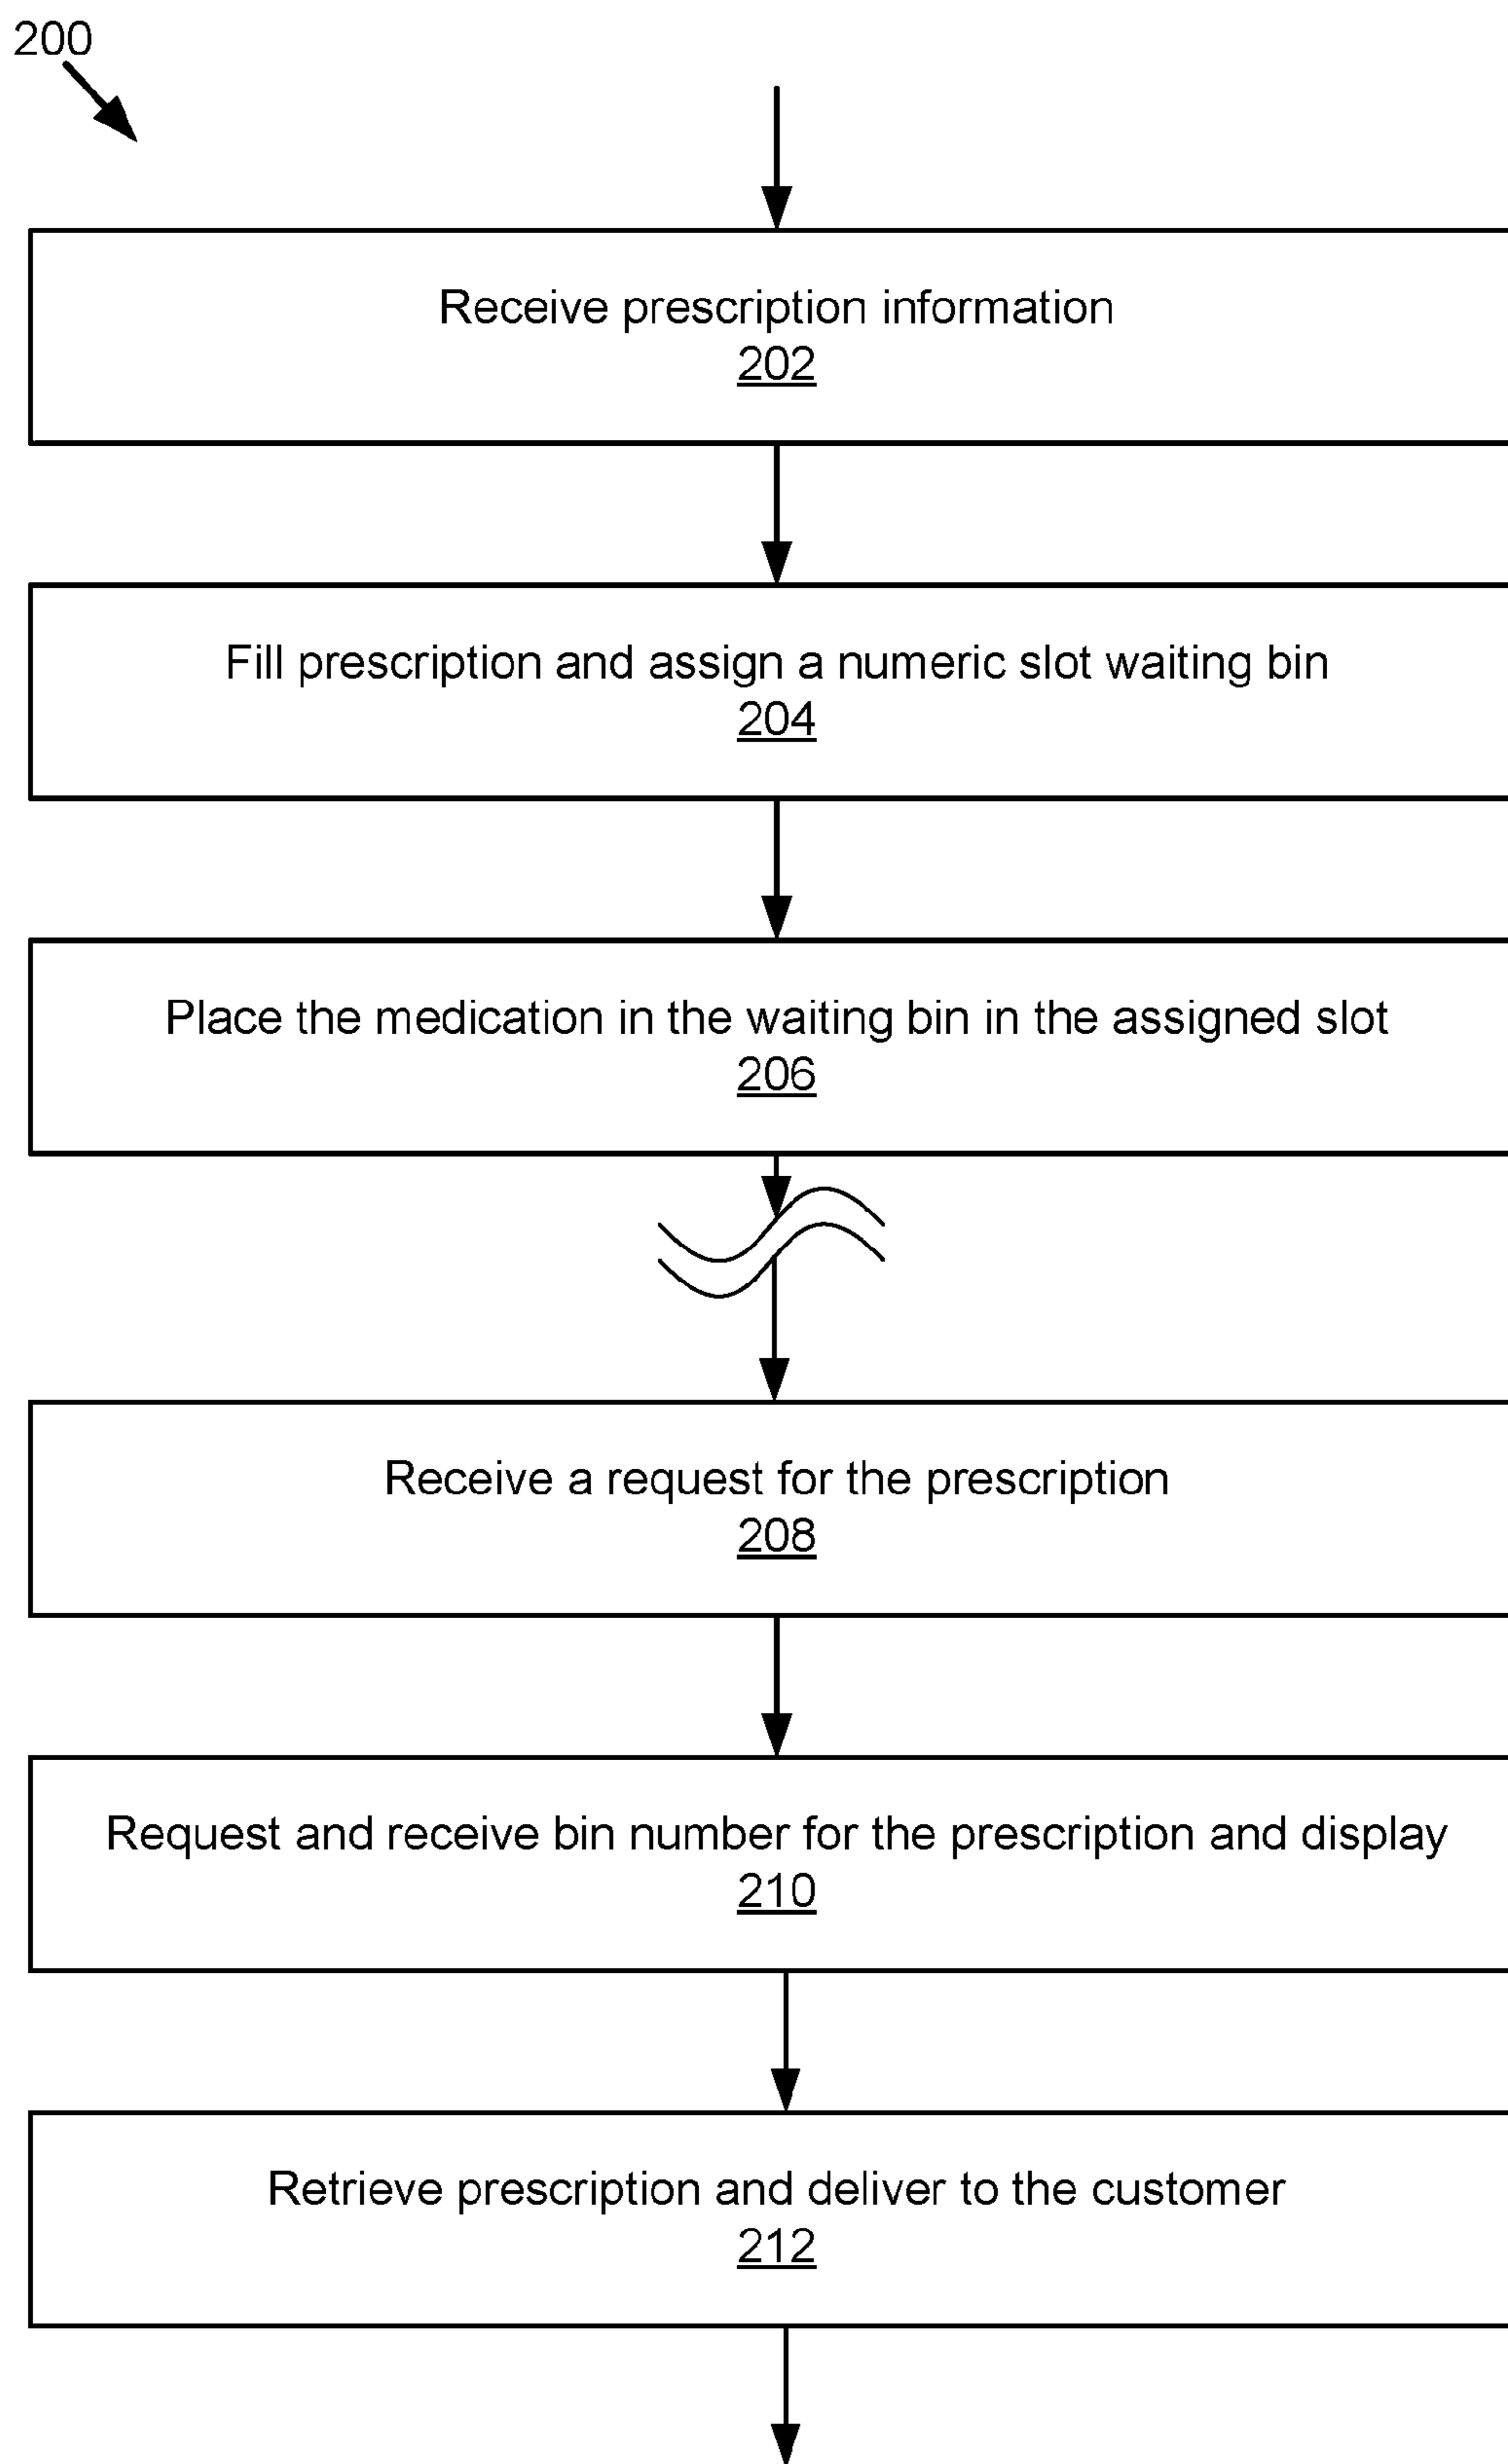 200
Receive prescription information
202
Fill prescription and assign a numeric slot waiting bin
204
Place the medication in the waiting bin in the assigned slot
206
Receive a request for the prescription
208
Request and receive bin number for the prescription and display
210
Retrieve prescription and deliver to the customer
212